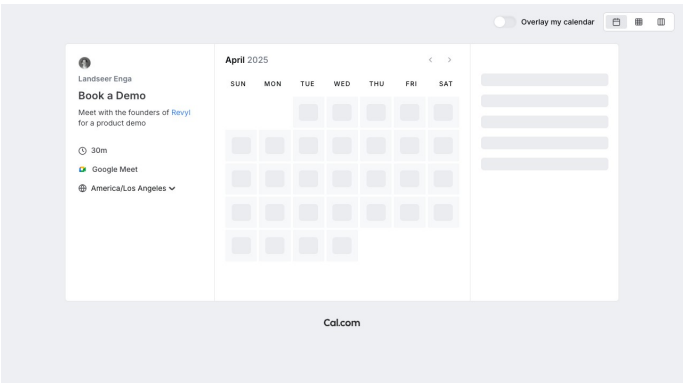 Overlay my calendar
Landseer Enga
Book a Demo
Meet with the founders of Revyl
for a product demo
30m
Google Meet
America/Los Angeles
April 2025
SUN MON TUE WED THU FRI SAT
Cal.com